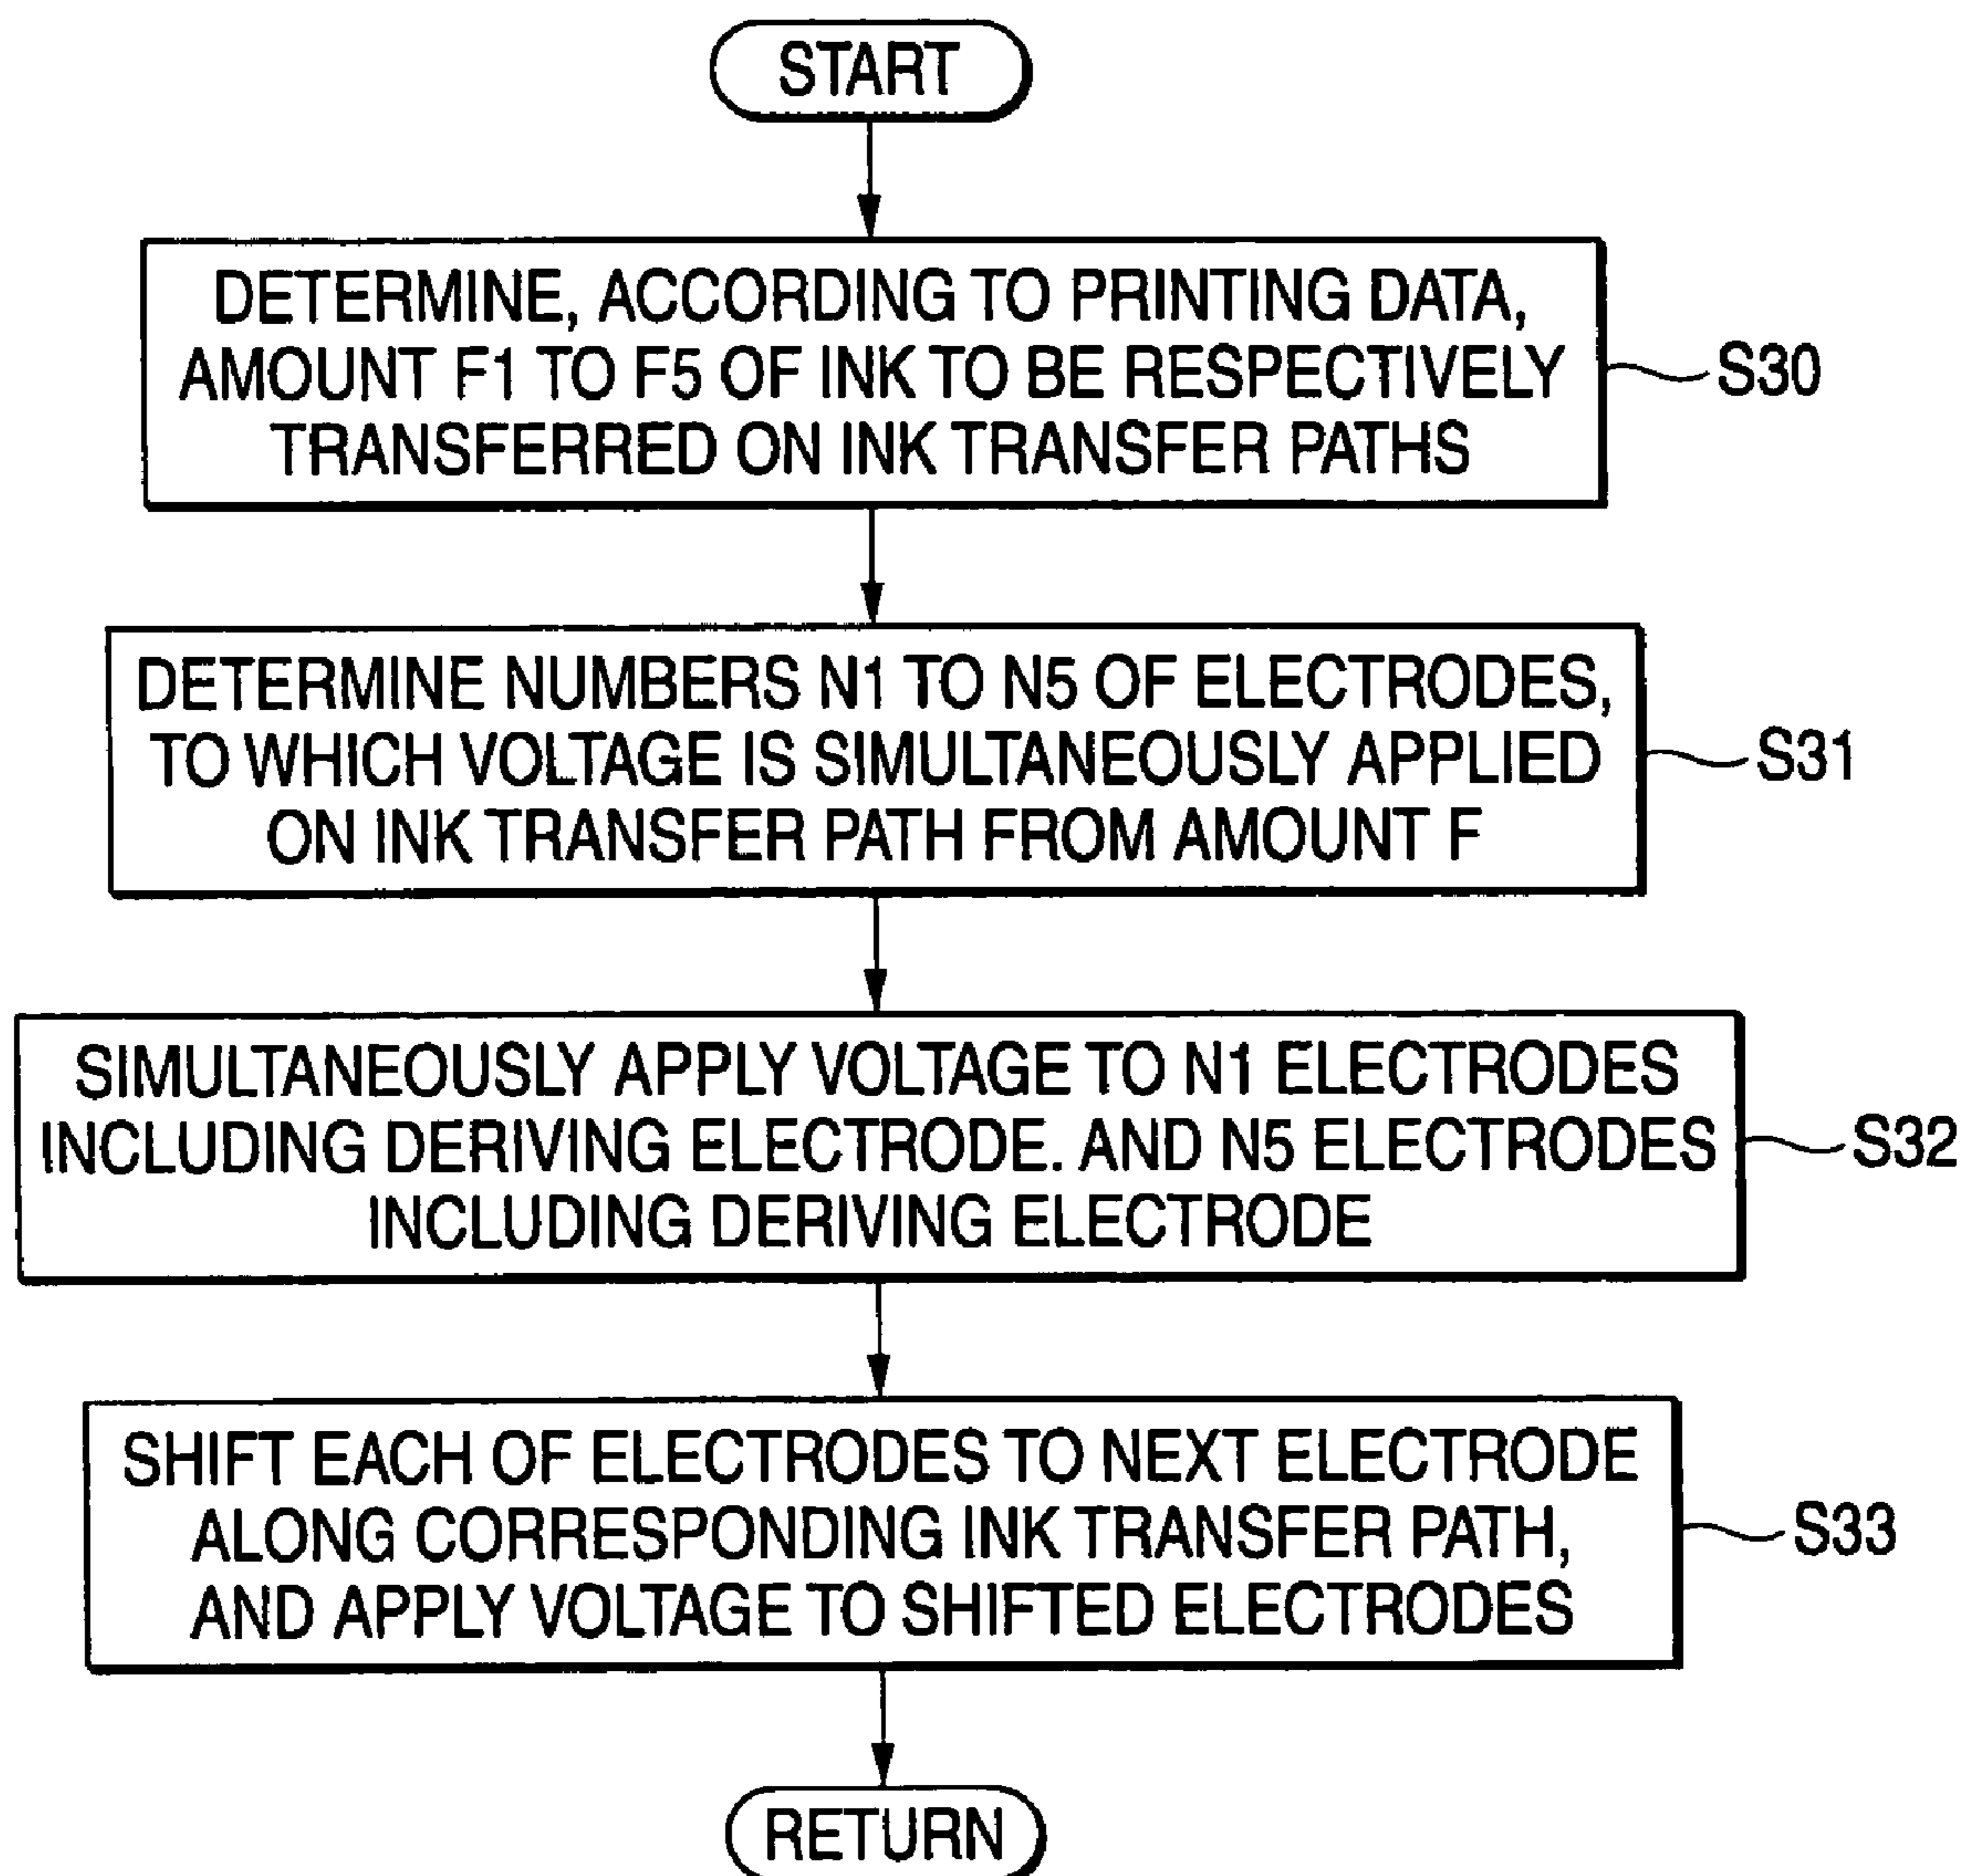 START
DETERMINE, ACCORDING TO PRINTING DATA,
AMOUNT F1 TO F5 OF INK TO BE RESPECTIVELY
TRANSFERRED ON INK TRANSFER PATHS
S30
DETERMINE NUMBERS N1 TO N5 OF ELECTRODES,
TO WHICH VOLTAGE IS SIMULTANEOUSLY APPLIED
ON INK TRANSFER PATH FROM AMOUNT F
S31
SIMULTANEOUSLY APPLY VOLTAGE TO N1 ELECTRODES
INCLUDING DERIVING ELECTRODE. AND N5 ELECTRODES
INCLUDING DERIVING ELECTRODE
S32
SHIFT EACH OF ELECTRODES TO NEXT ELECTRODE
ALONG CORRESPONDING INK TRANSFER PATH,
AND APPLY VOLTAGE TO SHIFTED ELECTRODES
S33
RETURN